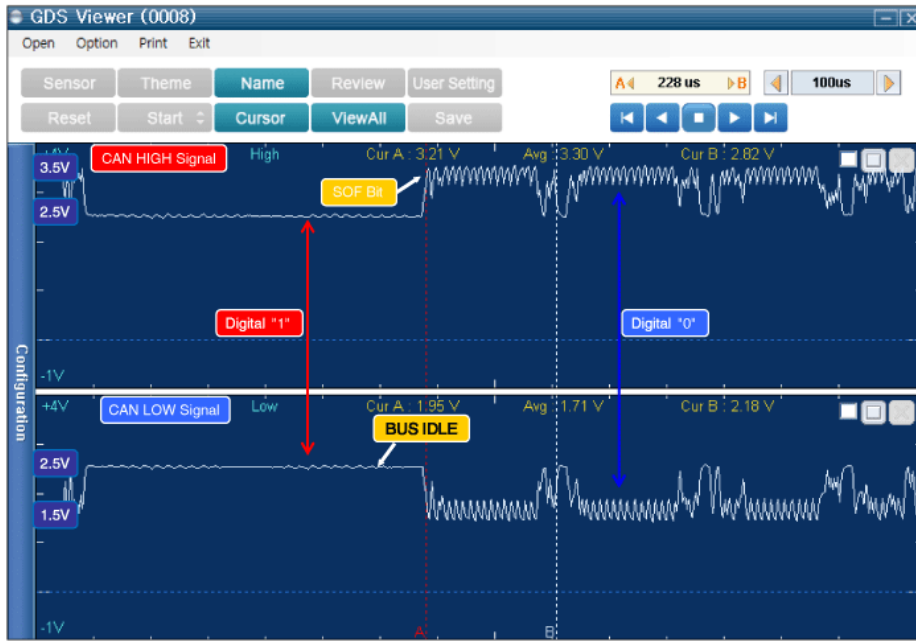 GDS Viewer (0008)
Open Option Print Exit
Sensor Theme Name Review User Setting
A 228 us B 100us
Reset Start Cursor ViewAll Save
+4V CAN HIGH Signal High Cur A : 3.21 V Avg : 3.30 V Cur B : 2.82 V
3.5V
SOF Bit
2.5V
Digital "1" Digital "0"
Configuration
-1V
+4V CAN LOW Signal Low Cur A : 1.95 V Avg : 1.71 V Cur B : 2.18 V
BUS IDLE
2.5V
1.5V
-1V A B